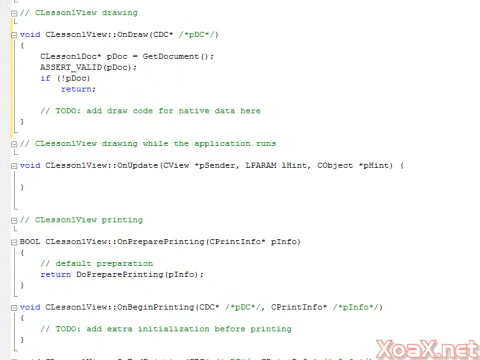 // CLesson1View drawing
void CLesson1View::OnDraw(CDC* /*pDC*/)
{
CLesson1Doc* pDoc = GetDocument();
ASSERT_VALID(pDoc);
if (!pDoc)
return;
// TODO: add draw code for native data here
}
// CLesson1View drawing while the application runs
void CLesson1View::OnUpdate(CView *pSender, LPARAM lHint, CObject *pHint) {
}
// CLesson1View printing
BOOL CLesson1View::OnPreparePrinting(CPrintInfo* pInfo)
{
// default preparation
return DoPreparePrinting(pInfo);
}
void CLesson1View::OnBeginPrinting(CDC* /*pDC*/, CPrintInfo* /*pInfo*/)
{
// TODO: add extra initialization before printing
}
XoaX.net